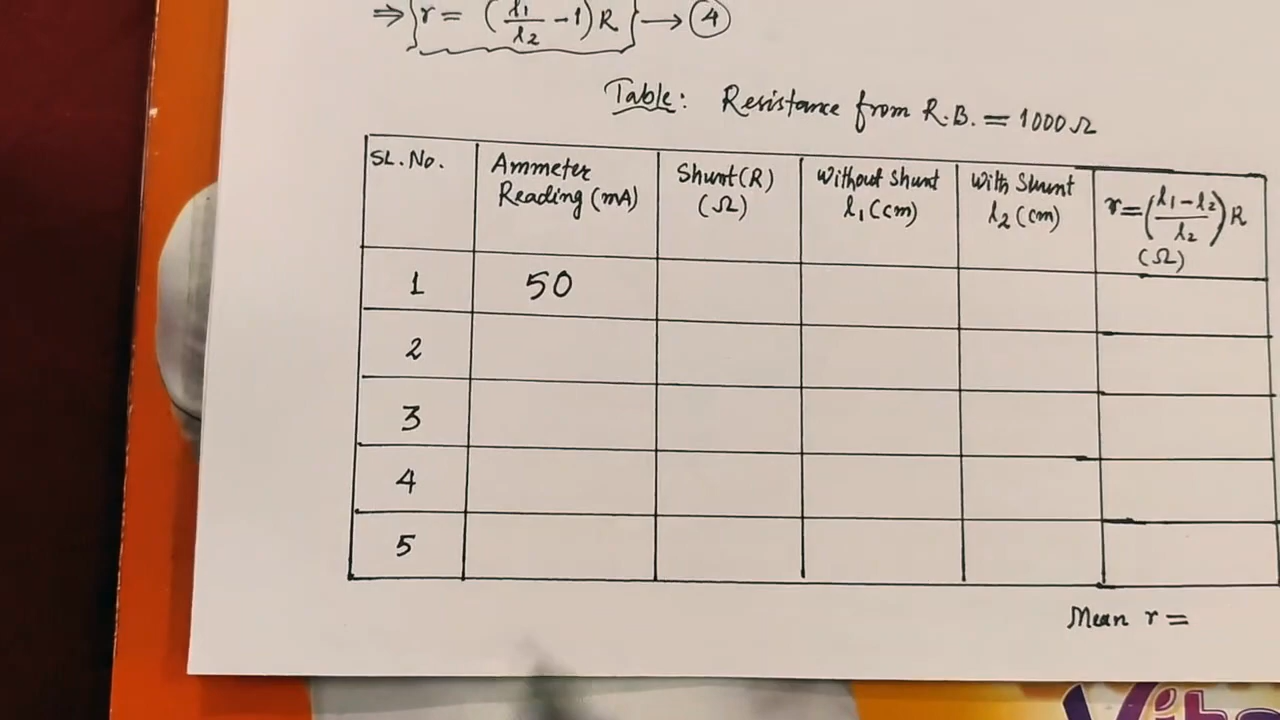 ⇒ r = (l₁/l₂ - 1) R → 4
Table: Resistance from R.B. = 1000Ω
SL. No. Ammeter Reading (mA) Shunt (R) (Ω) Without Shunt l₁ (cm) With Shunt l₂ (cm) r = (l₁ - l₂/l₂) R (Ω)
1 50
2
3
4
5
Mean r =